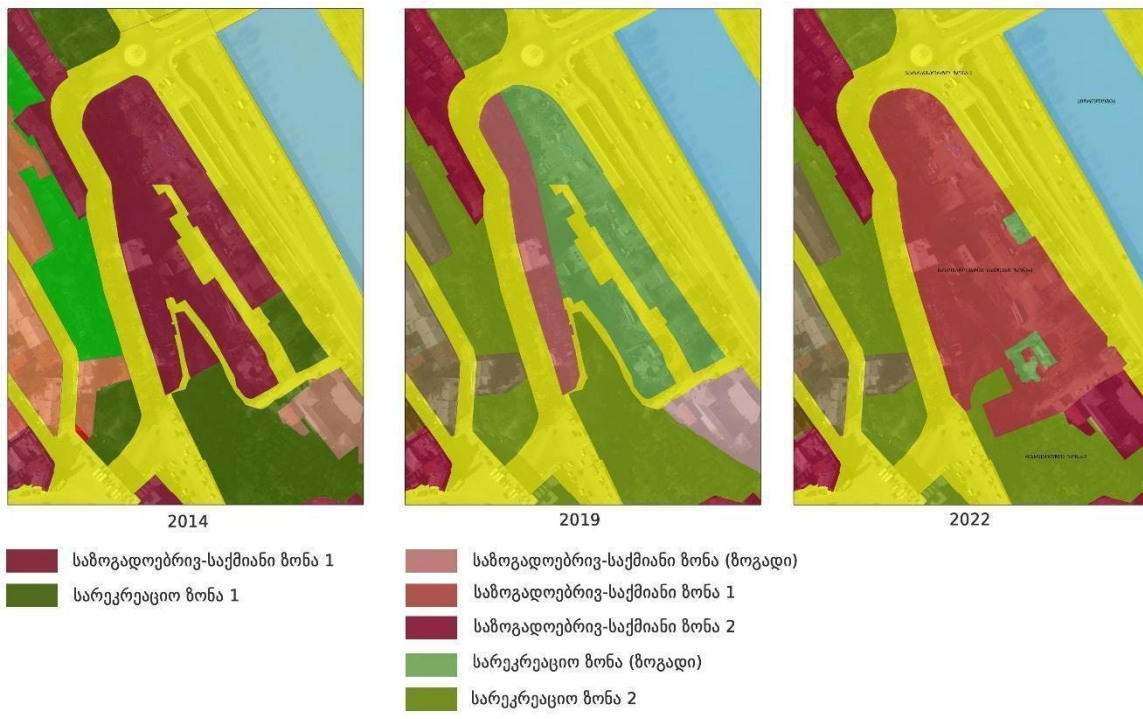 2014
2019
2022
საზოგადოებრივ-საქმიანი ზონა 1
სარეკრეაციო ზონა 1
საზოგადოებრივ-საქმიანი ზონა (ზოგადი)
საზოგადოებრივ-საქმიანი ზონა 1
საზოგადოებრივ-საქმიანი ზონა 2
სარეკრეაციო ზონა (ზოგადი)
სარეკრეაციო ზონა 2